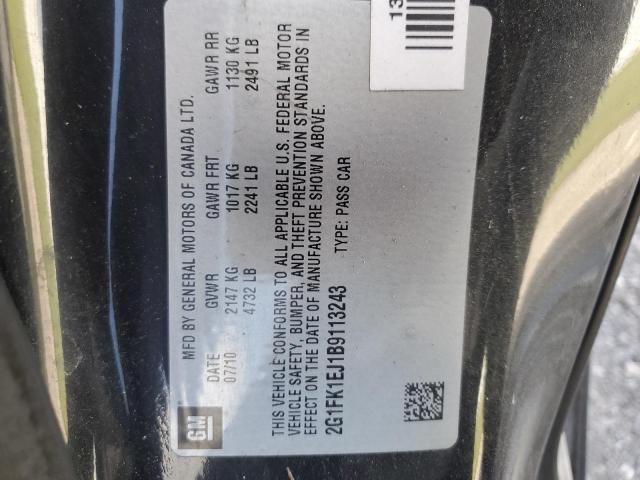 GM
MFD BY GENERAL MOTORS OF CANADA LTD.
DATE GVWR GAWR FRT GAWR RR
07/10 2147 KG 1017 KG 1130 KG
4732 LB 2241 LB 2491 LB
THIS VEHICLE CONFORMS TO ALL APPLICABLE U.S. FEDERAL MOTOR
VEHICLE SAFETY, BUMPER, AND THEFT PREVENTION STANDARDS IN
EFFECT ON THE DATE OF MANUFACTURE SHOWN ABOVE.
2G1FK1EJ1B9113243 TYPE: PASS CAR
13